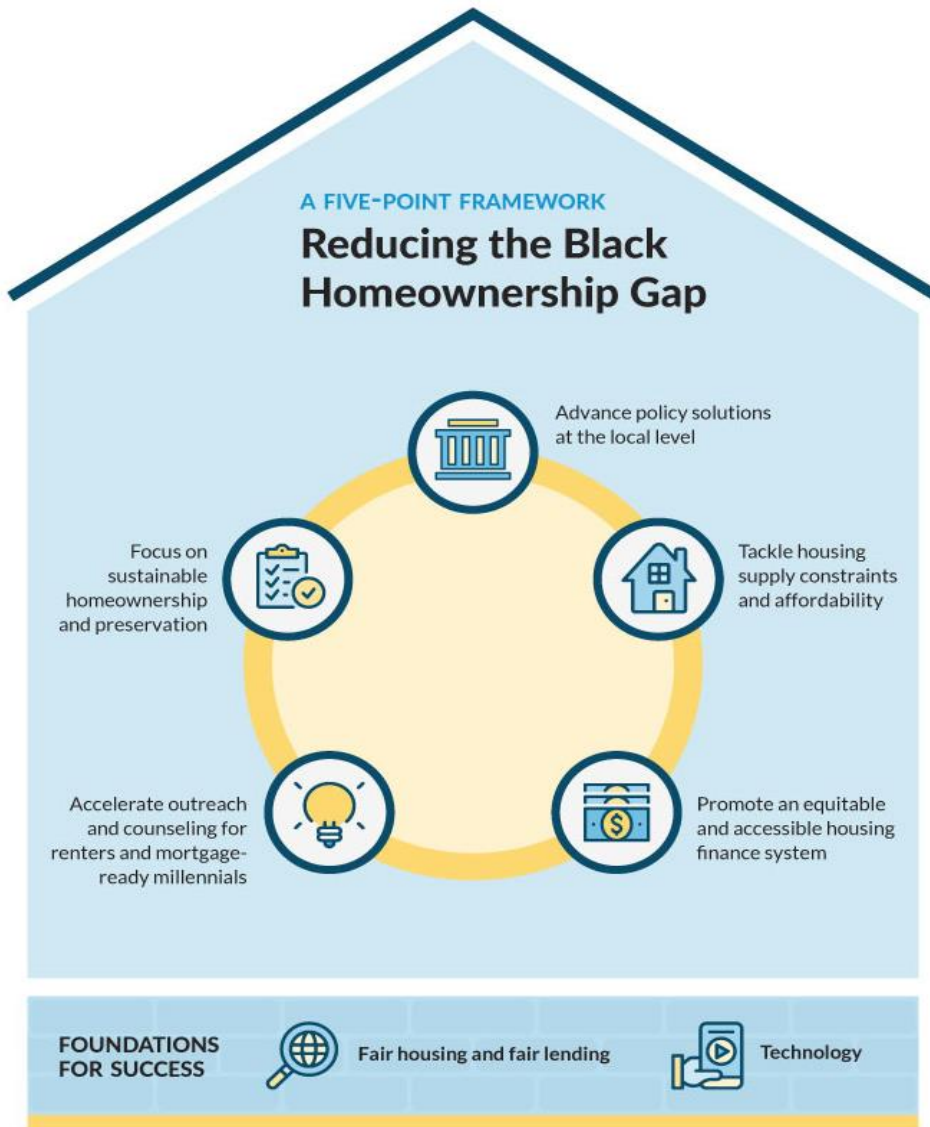 A FIVE-POINT FRAMEWORK
Reducing the Black
Homeownership Gap
Advance policy solutions
at the local level
Tackle housing
supply constraints
and affordability
Promote an equitable
and accessible housing
finance system
Accelerate outreach
and counseling for
renters and mortgage-
ready millennials
Focus on
sustainable
homeownership
and preservation
FOUNDATIONS
FOR SUCCESS
Fair housing and fair lending
Technology